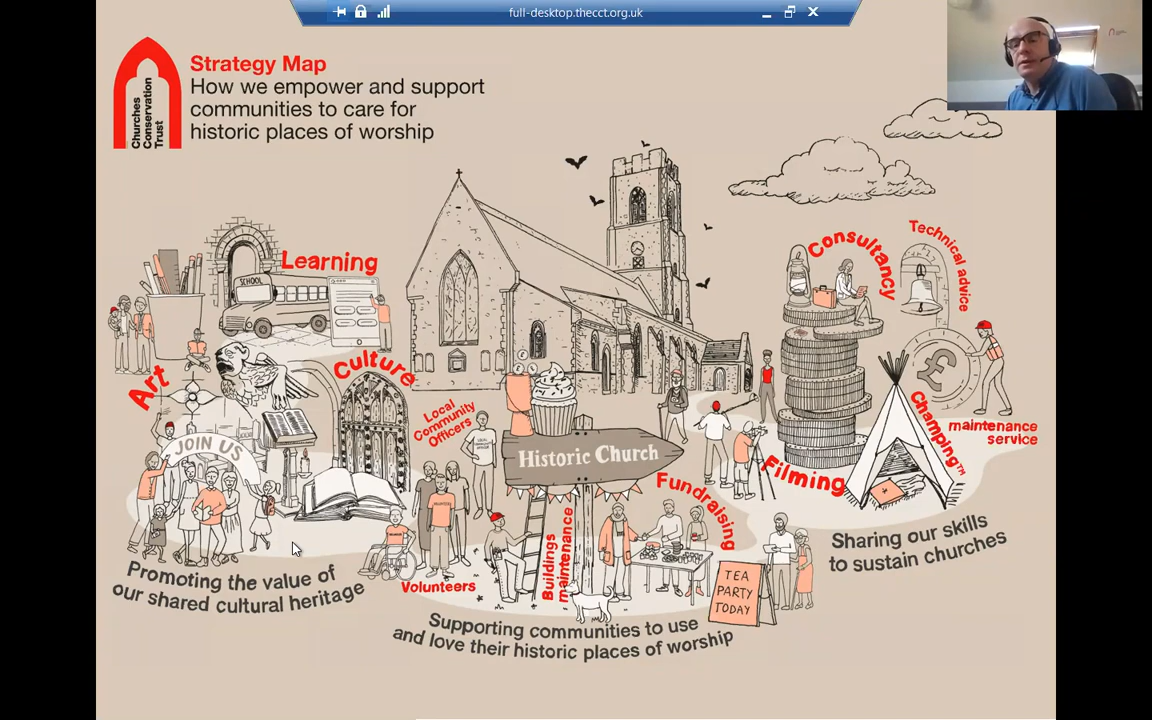 full-desktop.thecct.org.uk
Churches
Conservation
Trust
Strategy Map
How we empower and support
communities to care for
historic places of worship
Learning
SCHOOL
Art
Culture
JOIN US
Local
Community
Officers
Historic Church
Volunteers
Buildings
maintenance
Fundraising
TEA
PARTY
TODAY
Consultancy
Technical advice
£
Filming
Champing™
maintenance
service
Promoting the value of
our shared cultural heritage
Supporting communities to use
and love their historic places of worship
Sharing our skills
to sustain churches